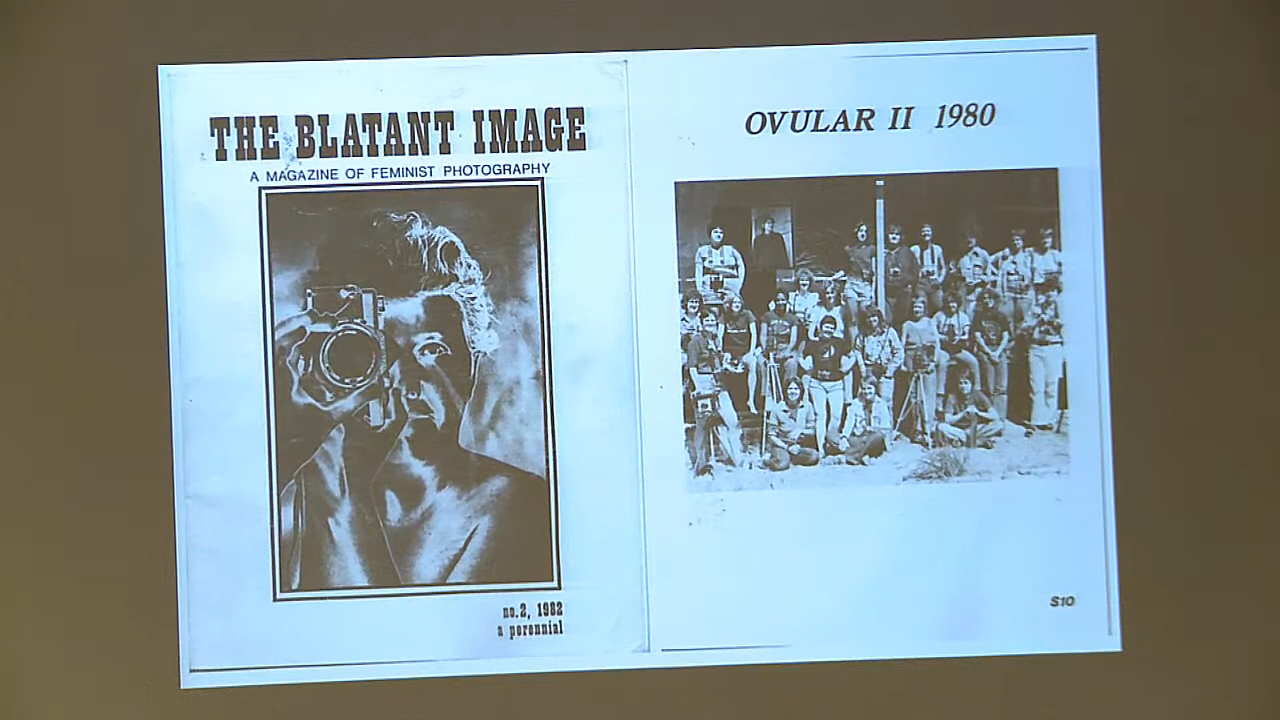 THE BLATANT IMAGE
A MAGAZINE OF FEMINIST PHOTOGRAPHY
no.2, 1982
a perennial
OVULAR II 1980
$10